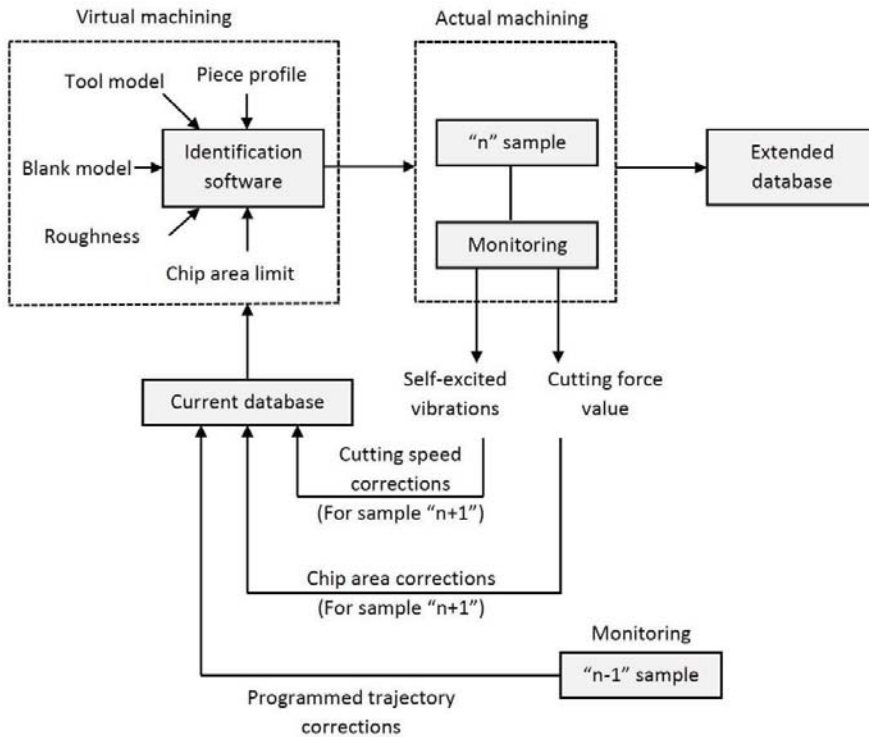 Virtual machining
Actual machining
Tool model
Piece profile
Blank model
Identification
software
Roughness
Chip area limit
“n” sample
Monitoring
Extended
database
Self-excited
vibrations
Cutting force
value
Current database
Cutting speed
corrections
(For sample “n+1”)
Chip area corrections
(For sample “n+1”)
Monitoring
“n-1” sample
Programmed trajectory
corrections